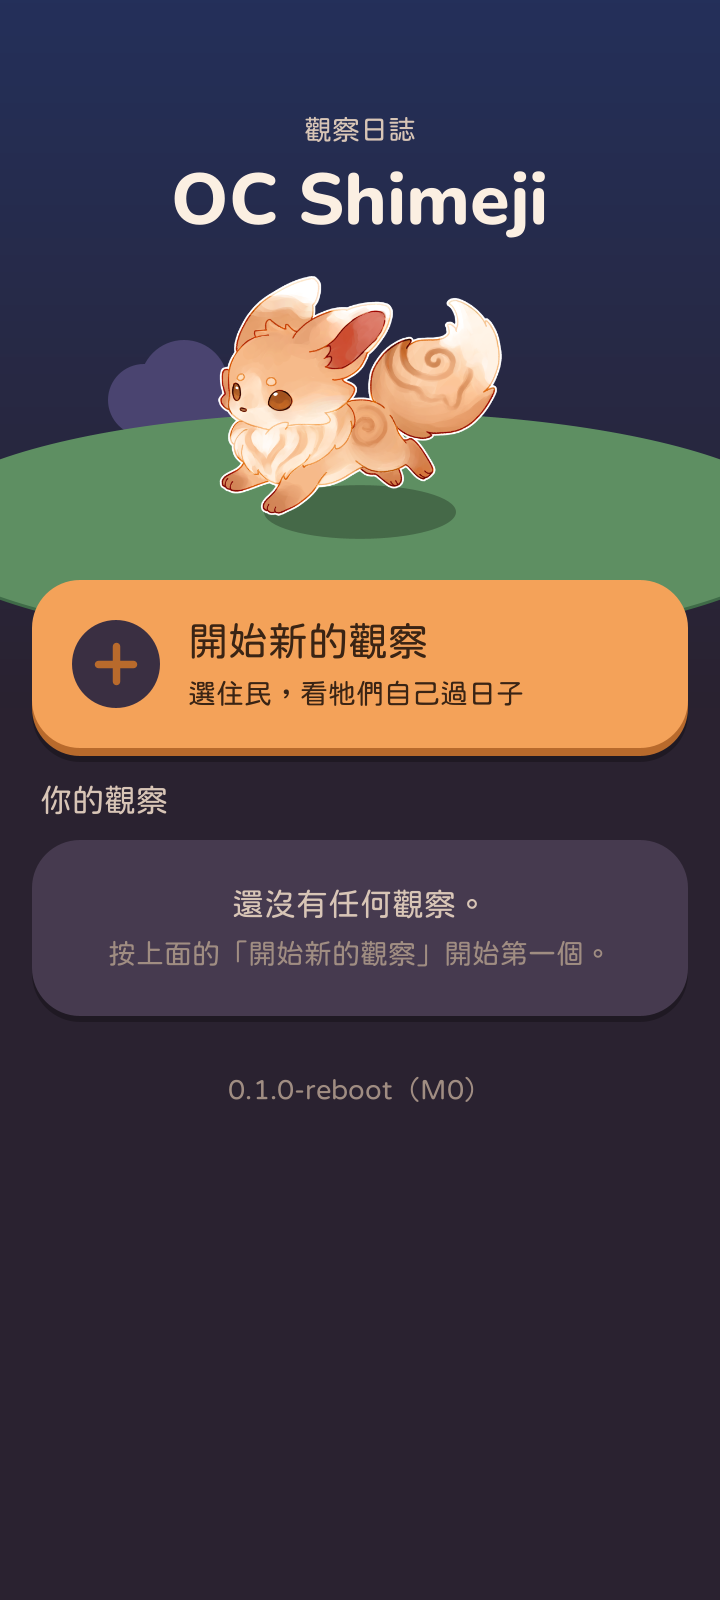 觀察日誌
OC Shimeji
開始新的觀察
選住民，看牠們自己過日子
你的觀察
還沒有任何觀察。
按上面的「開始新的觀察」開始第一個。
0.1.0-reboot（M0）